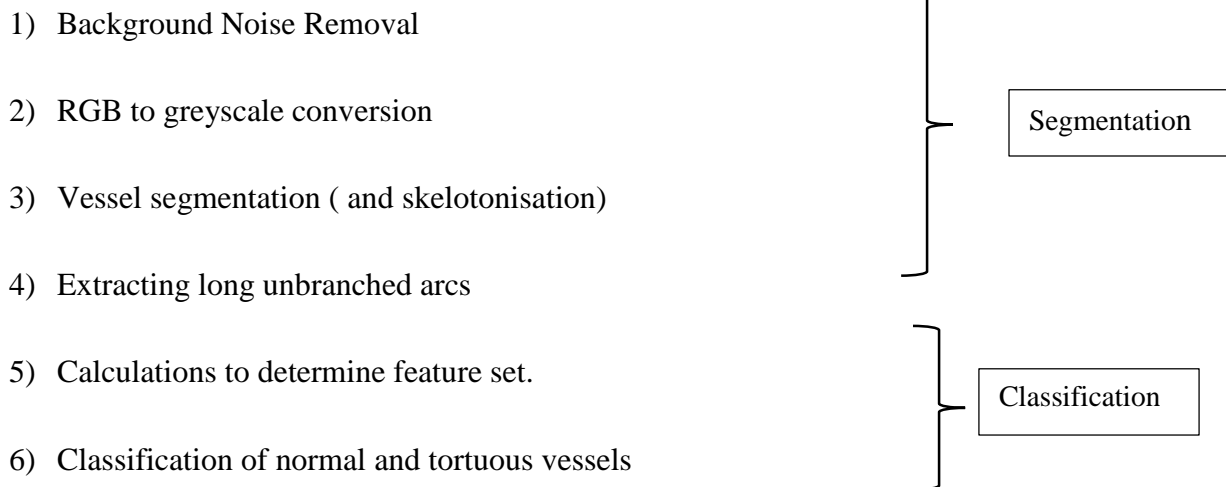 1) Background Noise Removal
2) RGB to greyscale conversion
Segmentation
3) Vessel segmentation ( and skelotonisation)
4) Extracting long unbranched arcs
5) Calculations to determine feature set.
Classification
6) Classification of normal and tortuous vessels